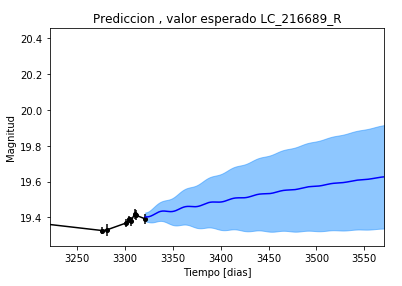 Prediccion , valor esperado LC_216689_R
20.4
20.2
20.0
19.8
19.6
19.4
Magnitud
3250 3300 3350 3400 3450 3500 3550
Tiempo [dias]